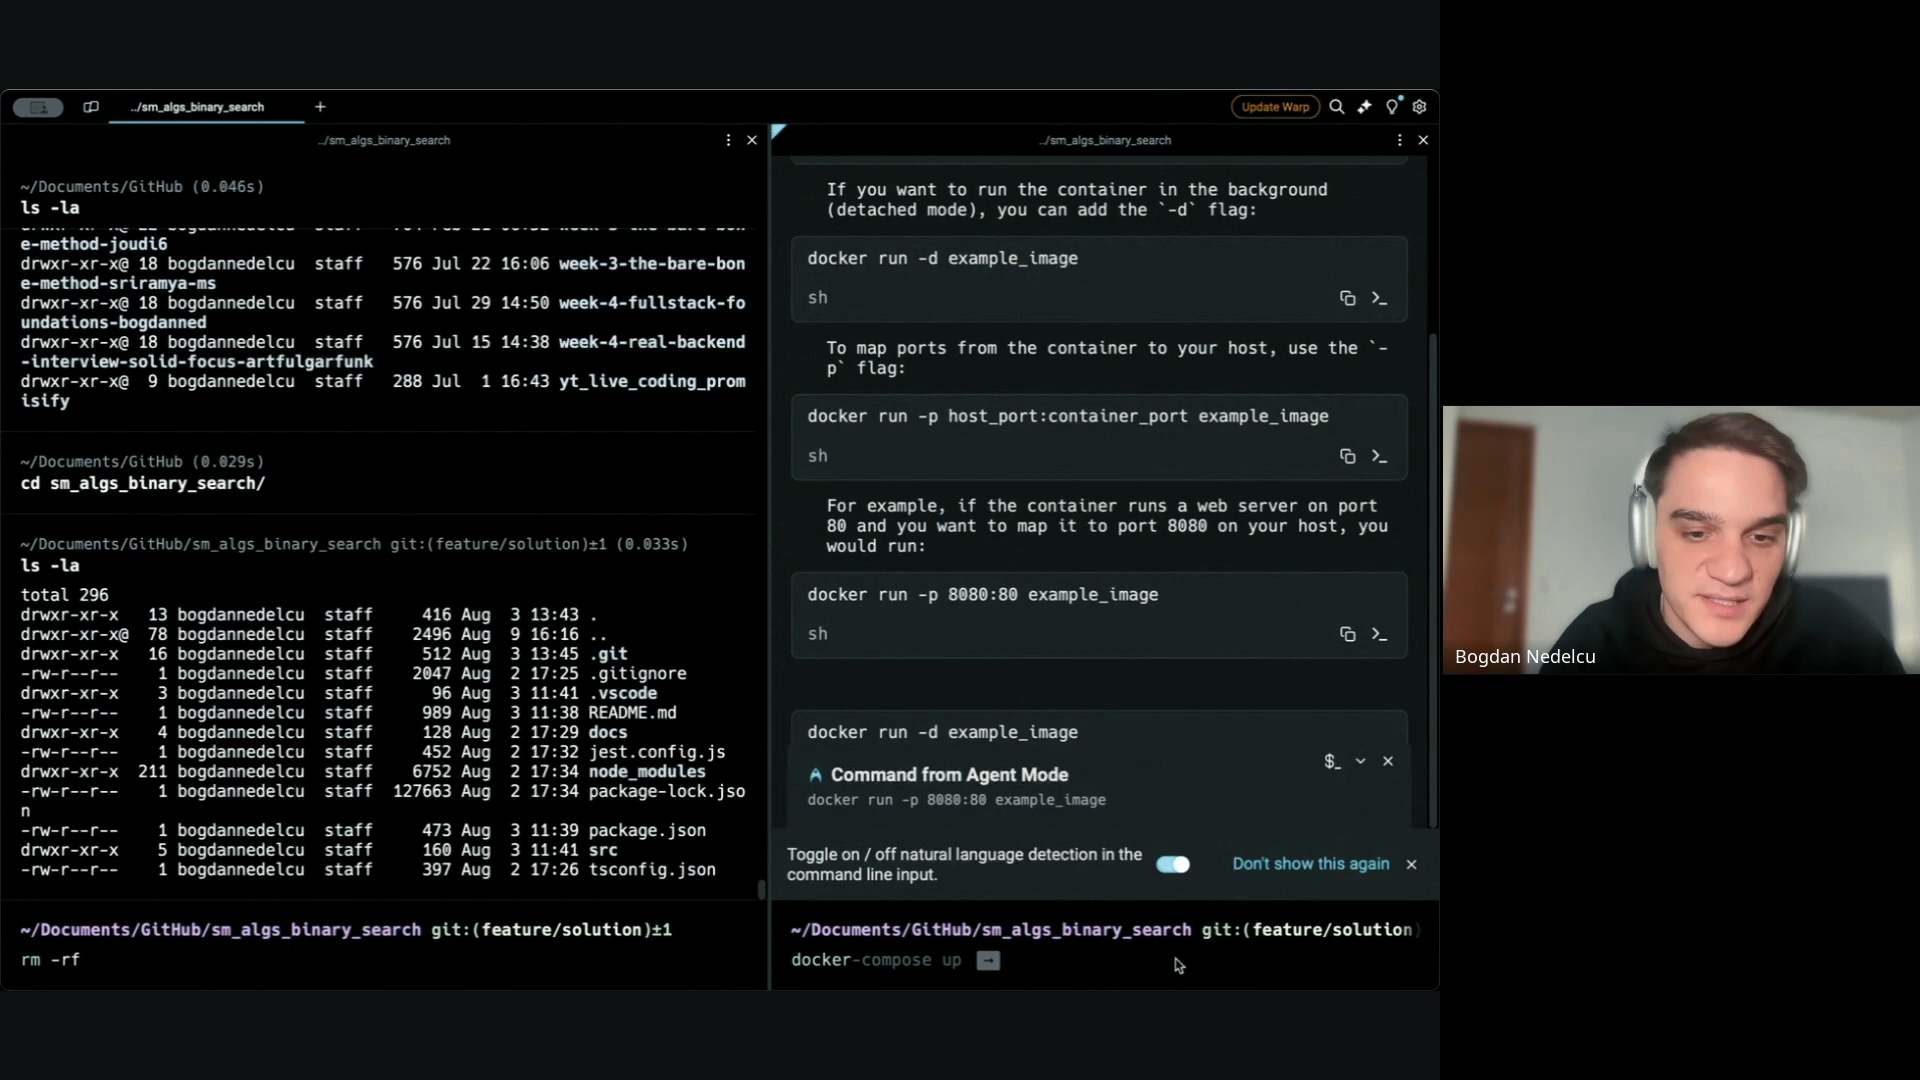 ../sm_algs_binary_search
Update Warp
../sm_algs_binary_search
~/Documents/GitHub (0.046s)
ls -la
e-method-joudi6
drwxr-xr-x@ 18 bogdannedelcu staff 576 Jul 22 16:06 week-3-the-bare-bon
e-method-sriramya-ms
drwxr-xr-x@ 18 bogdannedelcu staff 576 Jul 29 14:50 week-4-fullstack-fo
undations-bogdanned
drwxr-xr-x@ 18 bogdannedelcu staff 576 Jul 15 14:38 week-4-real-backend
-interview-solid-focus-artfulgarfunk
drwxr-xr-x@ 9 bogdannedelcu staff 288 Jul 1 16:43 yt_live_coding_prom
isify
~/Documents/GitHub (0.029s)
cd sm_algs_binary_search/
~/Documents/GitHub/sm_algs_binary_search git:(feature/solution)±1 (0.033s)
ls -la
total 296
drwxr-xr-x 13 bogdannedelcu staff 416 Aug 3 13:43 .
drwxr-xr-x@ 78 bogdannedelcu staff 2496 Aug 9 16:16 ..
drwxr-xr-x 16 bogdannedelcu staff 512 Aug 3 13:45 .git
-rw-r--r-- 1 bogdannedelcu staff 2047 Aug 2 17:25 .gitignore
drwxr-xr-x 3 bogdannedelcu staff 96 Aug 3 11:41 .vscode
-rw-r--r-- 1 bogdannedelcu staff 989 Aug 3 11:38 README.md
drwxr-xr-x 4 bogdannedelcu staff 128 Aug 2 17:29 docs
-rw-r--r-- 1 bogdannedelcu staff 452 Aug 2 17:32 jest.config.js
drwxr-xr-x 211 bogdannedelcu staff 6752 Aug 2 17:34 node_modules
-rw-r--r-- 1 bogdannedelcu staff 127663 Aug 2 17:34 package-lock.jso
n
-rw-r--r-- 1 bogdannedelcu staff 473 Aug 3 11:39 package.json
drwxr-xr-x 5 bogdannedelcu staff 160 Aug 3 11:41 src
-rw-r--r-- 1 bogdannedelcu staff 397 Aug 2 17:26 tsconfig.json
~/Documents/GitHub/sm_algs_binary_search git:(feature/solution)±1
rm -rf
../sm_algs_binary_search
If you want to run the container in the background
(detached mode), you can add the `-d` flag:
docker run -d example_image
sh
To map ports from the container to your host, use the `-
p` flag:
docker run -p host_port:container_port example_image
sh
For example, if the container runs a web server on port
80 and you want to map it to port 8080 on your host, you
would run:
docker run -p 8080:80 example_image
sh
docker run -d example_image
Command from Agent Mode
$_
docker run -p 8080:80 example_image
Toggle on / off natural language detection in the
command line input.
Don't show this again
~/Documents/GitHub/sm_algs_binary_search git:(feature/solution)
docker-compose up
Bogdan Nedelcu